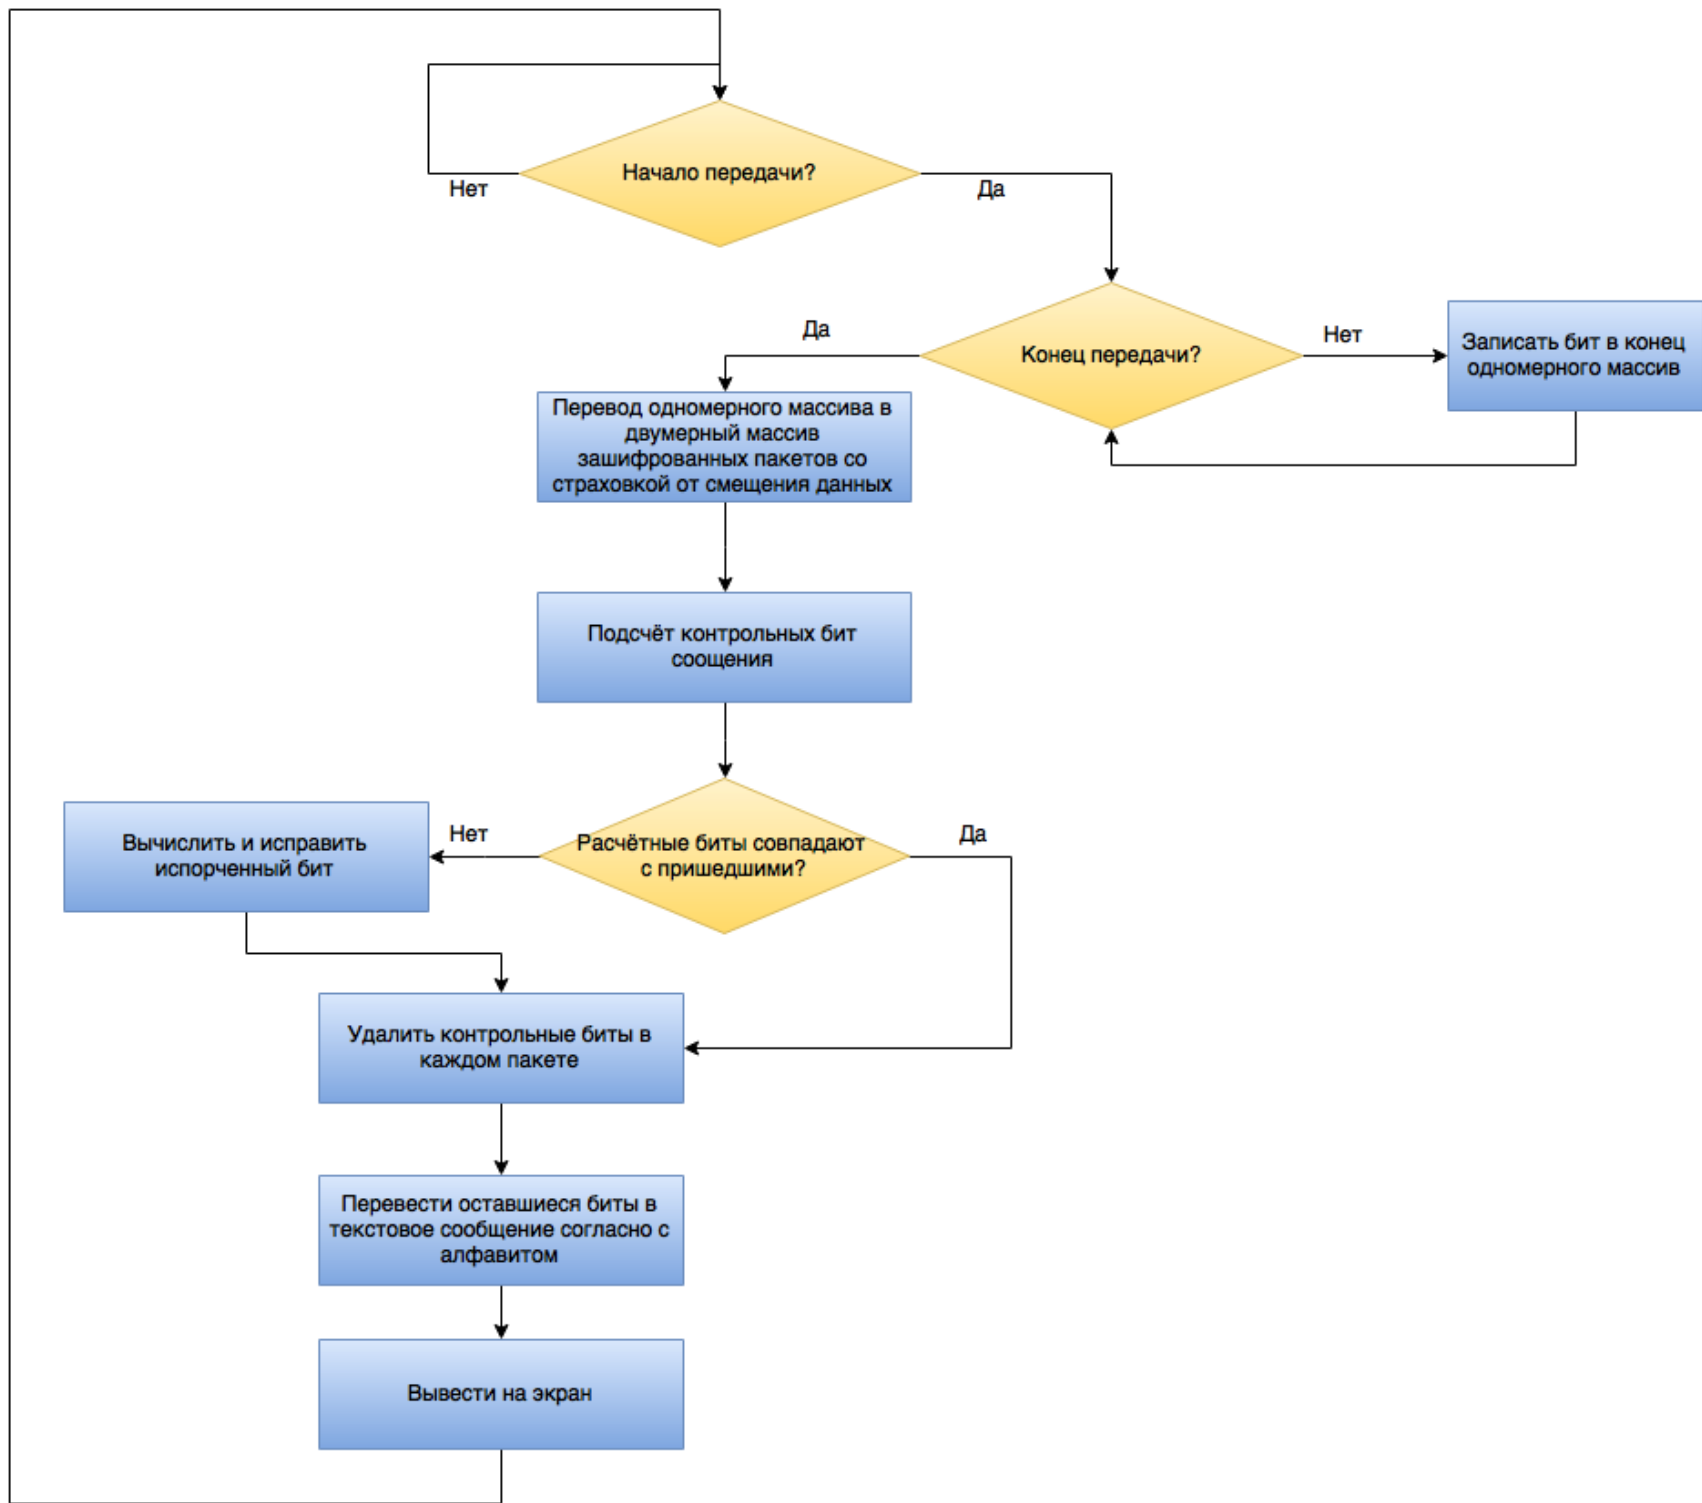 Начало передачи?
Нет
Да
Да
Конец передачи?
Нет
Записать бит в конец
одномерного массив
Перевод одномерного массива в
двумерный массив
зашифрованных пакетов со
страховкой от смещения данных
Подсчёт контрольных бит
соощения
Вычислить и исправить
испорченный бит
Нет
Расчётные биты совпадают
с пришедшими?
Да
Удалить контрольные биты в
каждом пакете
Перевести оставшиеся биты в
текстовое сообщение согласно с
алфавитом
Вывести на экран